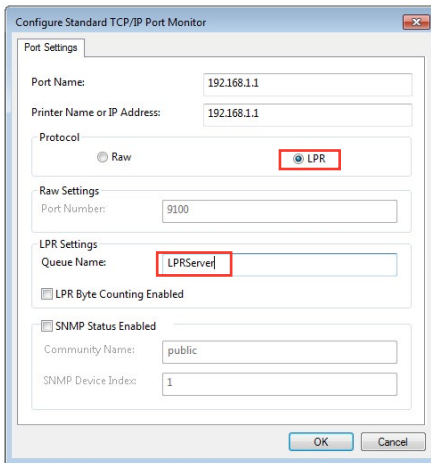 Configure Standard TCP/IP Port Monitor
Port Settings
Port Name: 192.168.1.1
Printer Name or IP Address: 192.168.1.1
Protocol
Raw LPR
Raw Settings
Port Number: 9100
LPR Settings
Queue Name: LPRServer
LPR Byte Counting Enabled
SNMP Status Enabled
Community Name: public
SNMP Device Index: 1
OK Cancel